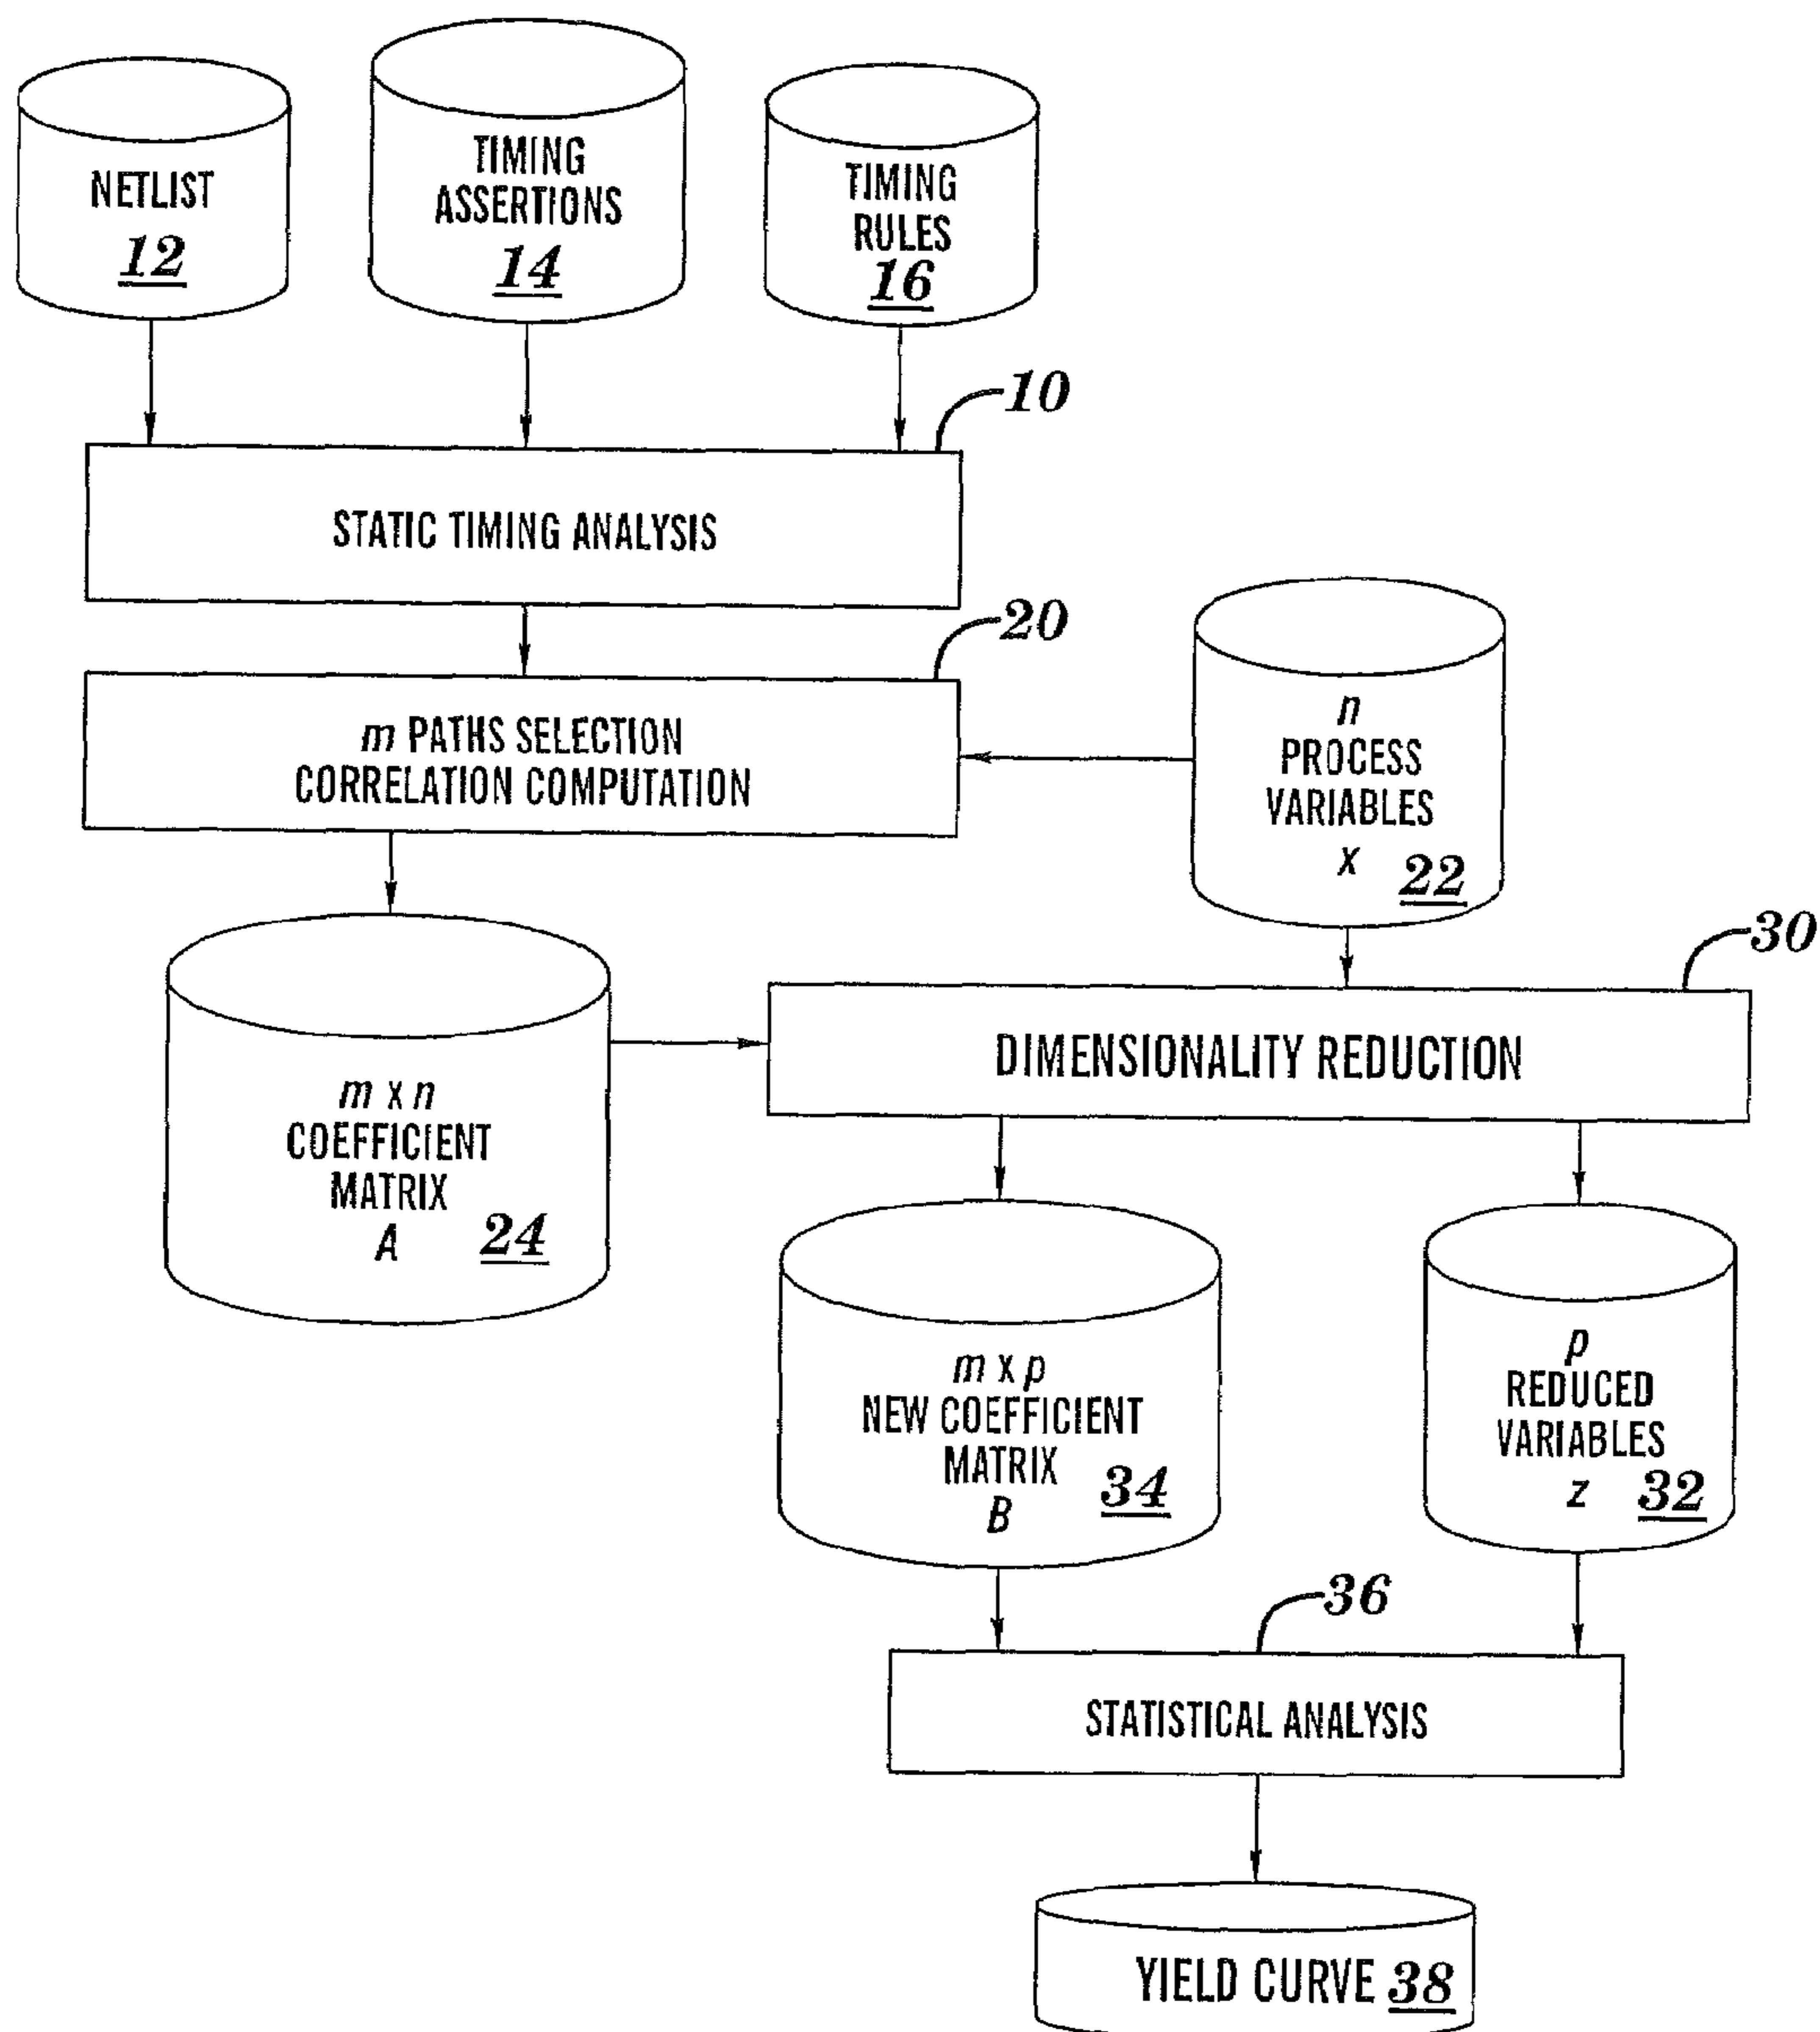 NETLIST
12
TIMING
ASSERTIONS
14
TIMING
RULES
16
10
STATIC TIMING ANALYSIS
20
m PATHS SELECTION
CORRELATION COMPUTATION
n
PROCESS
VARIABLES
x 22
30
m x n
COEFFICIENT
MATRIX
A 24
DIMENSIONALITY REDUCTION
m x p
NEW COEFFICIENT
MATRIX 34
B
p
REDUCED
VARIABLES
z 32
36
STATISTICAL ANALYSIS
YIELD CURVE 38